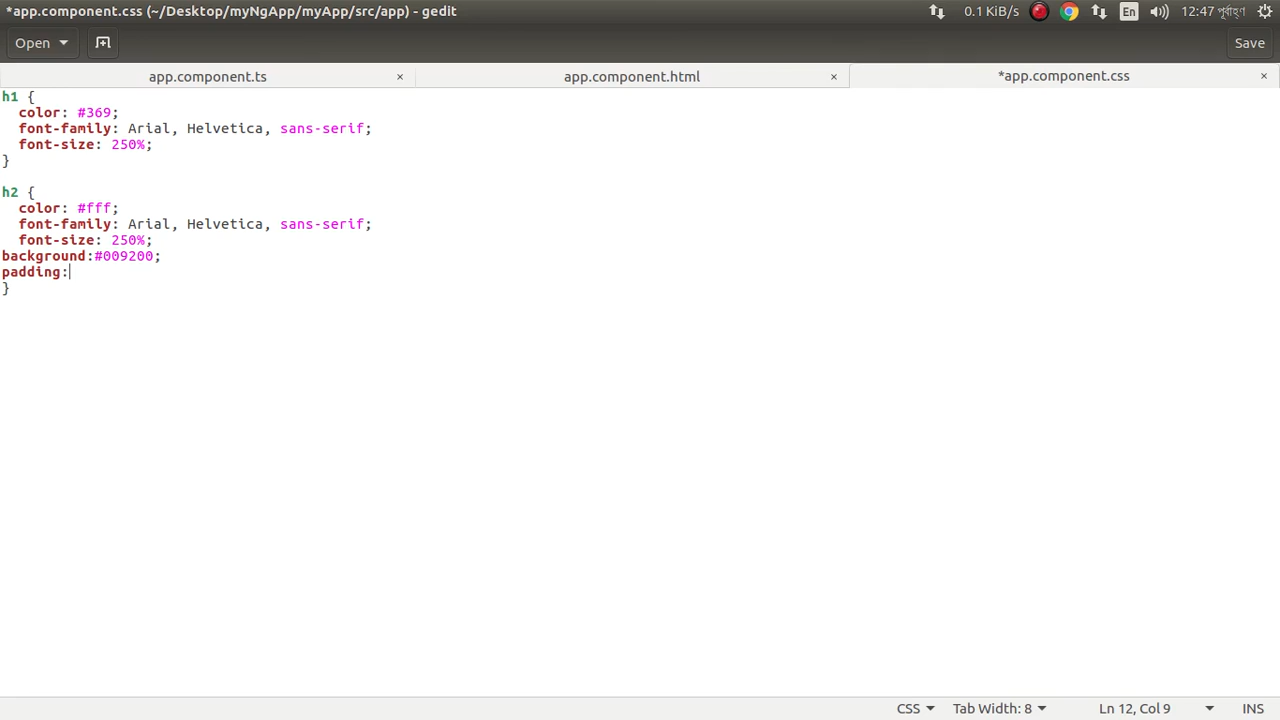 *app.component.css (~/Desktop/myNgApp/myApp/src/app) - gedit
0.1 KiB/s
En
12:47 পূর্বাহ্ণ
Open
Save
app.component.ts
×
app.component.html
×
*app.component.css
×
h1 {
  color: #369;
  font-family: Arial, Helvetica, sans-serif;
  font-size: 250%;
}
h2 {
  color: #fff;
  font-family: Arial, Helvetica, sans-serif;
  font-size: 250%;
background:#009200;
padding:
}
CSS
Tab Width: 8
Ln 12, Col 9
INS